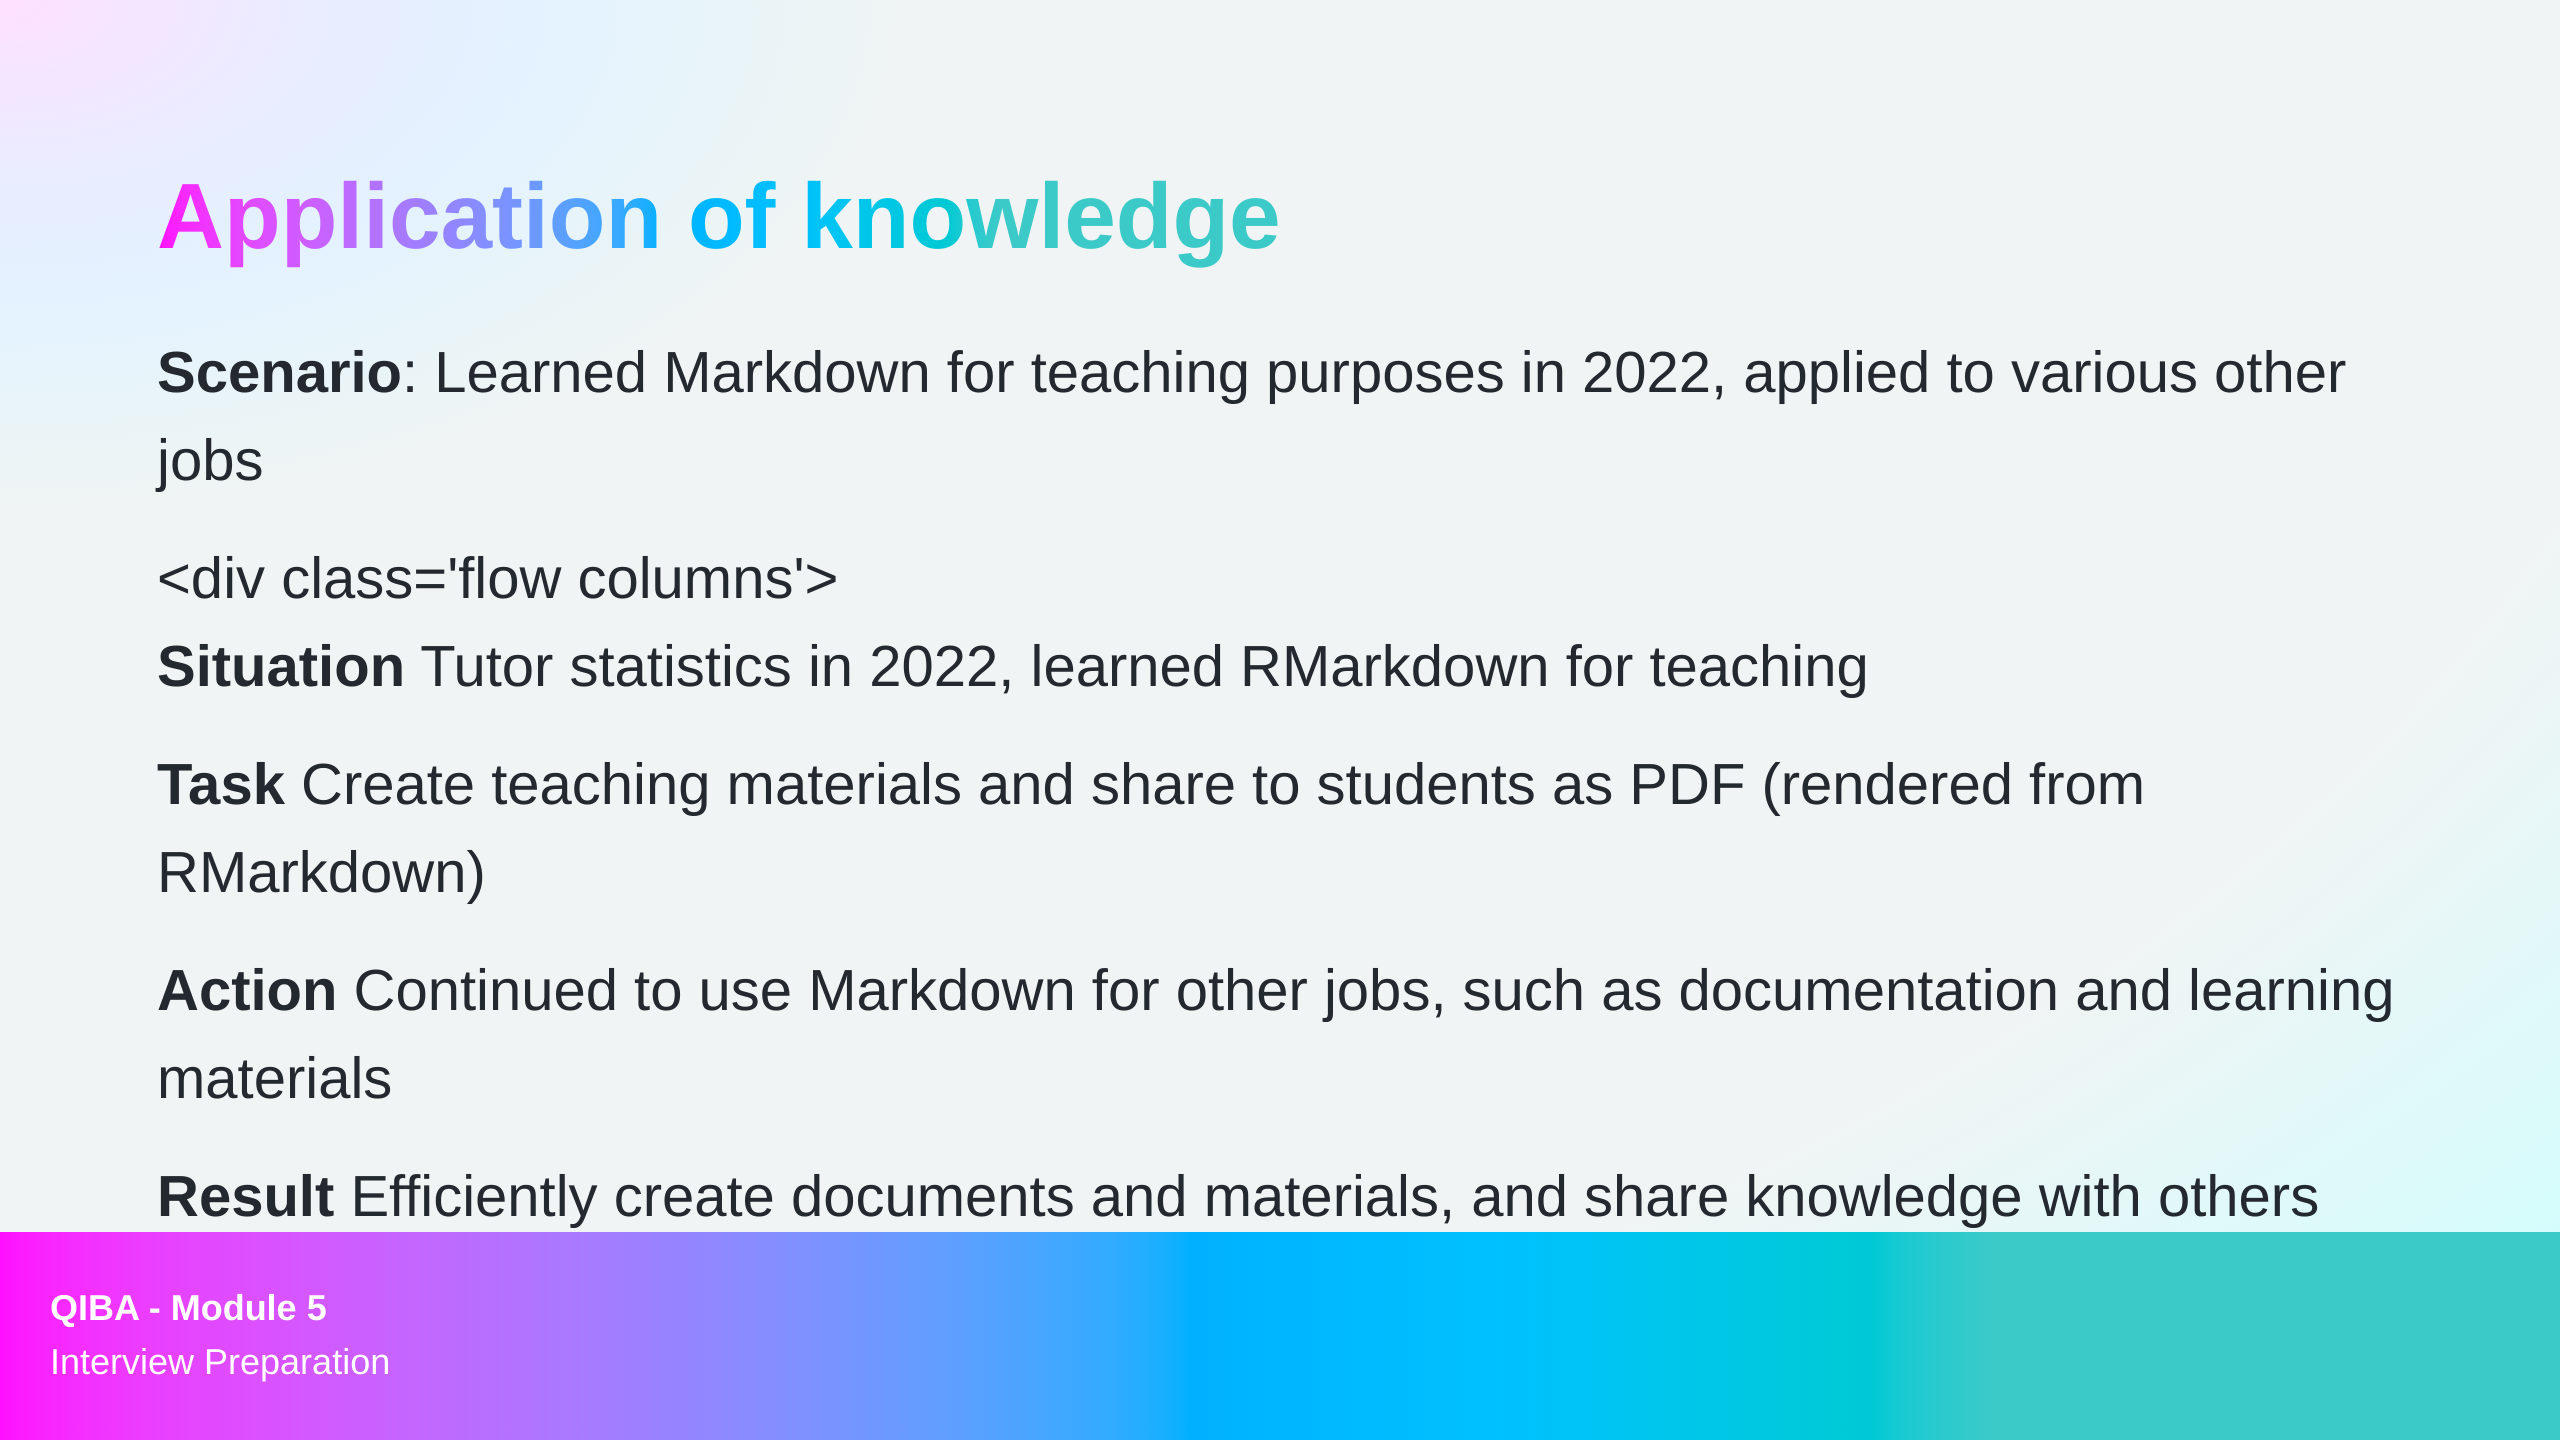 Application of knowledge
Scenario: Learned Markdown for teaching purposes in 2022, applied to various other
jobs
<div class='flow columns'>
Situation Tutor statistics in 2022, learned RMarkdown for teaching
Task Create teaching materials and share to students as PDF (rendered from
RMarkdown)
Action Continued to use Markdown for other jobs, such as documentation and learning
materials
Result Efficiently create documents and materials, and share knowledge with others
QIBA - Module 5
Interview Preparation